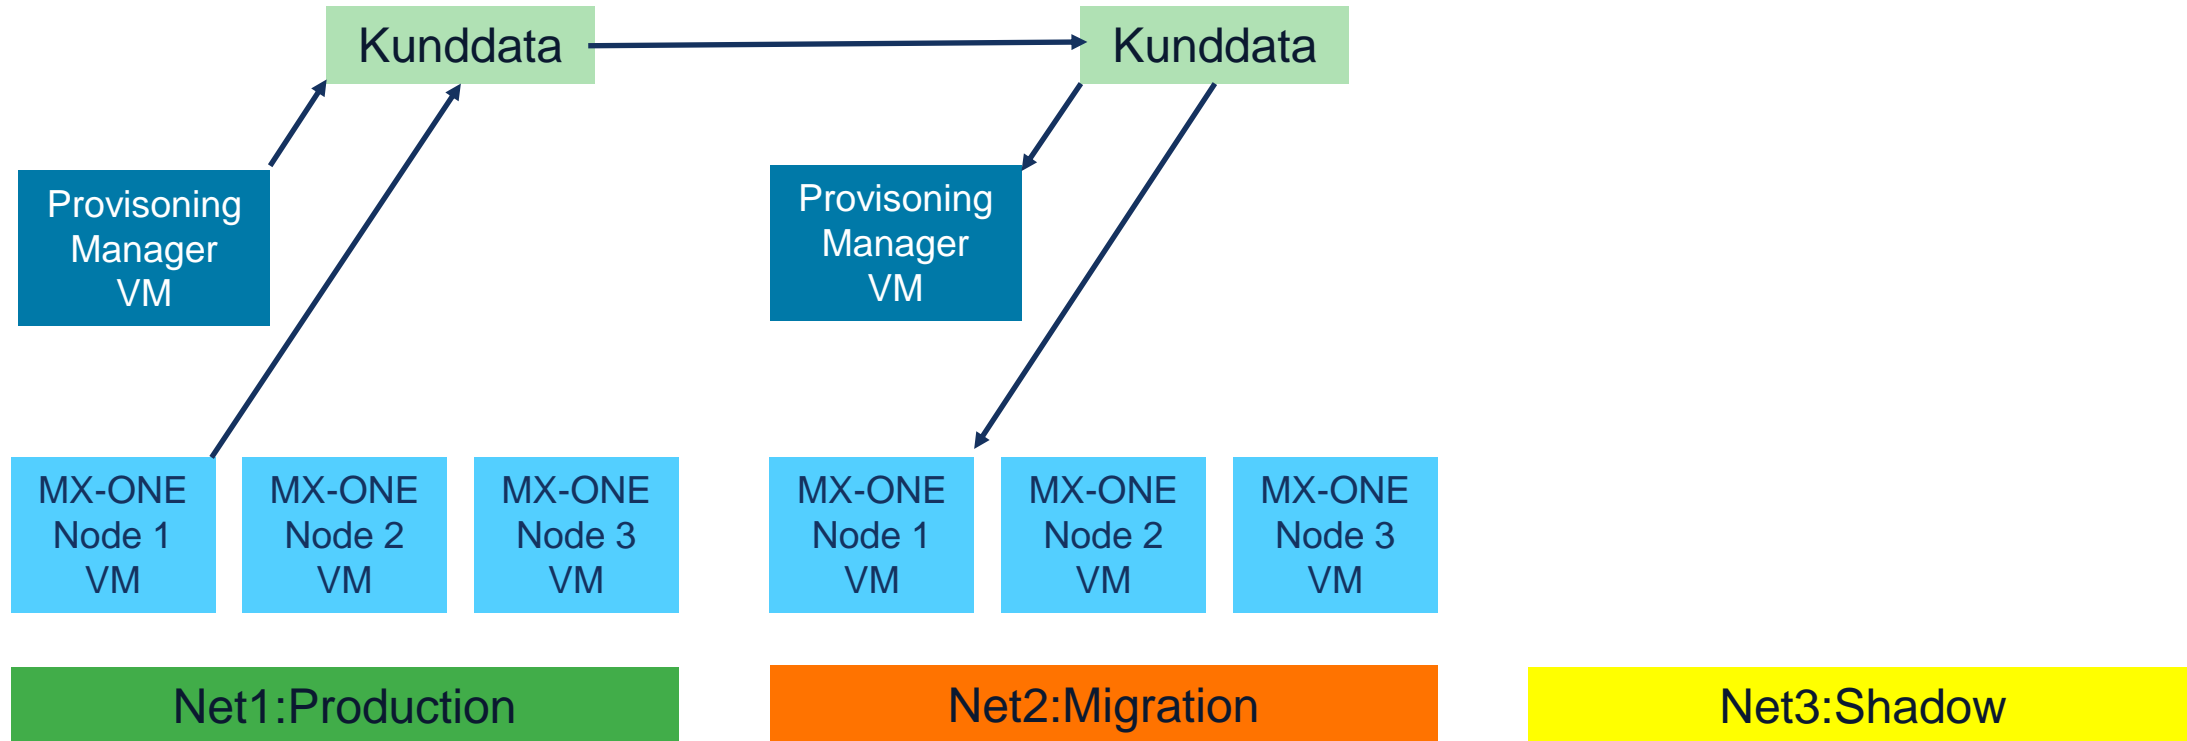 Kunddata
Kunddata
Provisoning
Manager
VM
Provisoning
Manager
VM
MX-ONE
Node 1
VM
MX-ONE
Node 2
VM
MX-ONE
Node 3
VM
MX-ONE
Node 1
VM
MX-ONE
Node 2
VM
MX-ONE
Node 3
VM
Net1:Production
Net2:Migration
Net3:Shadow